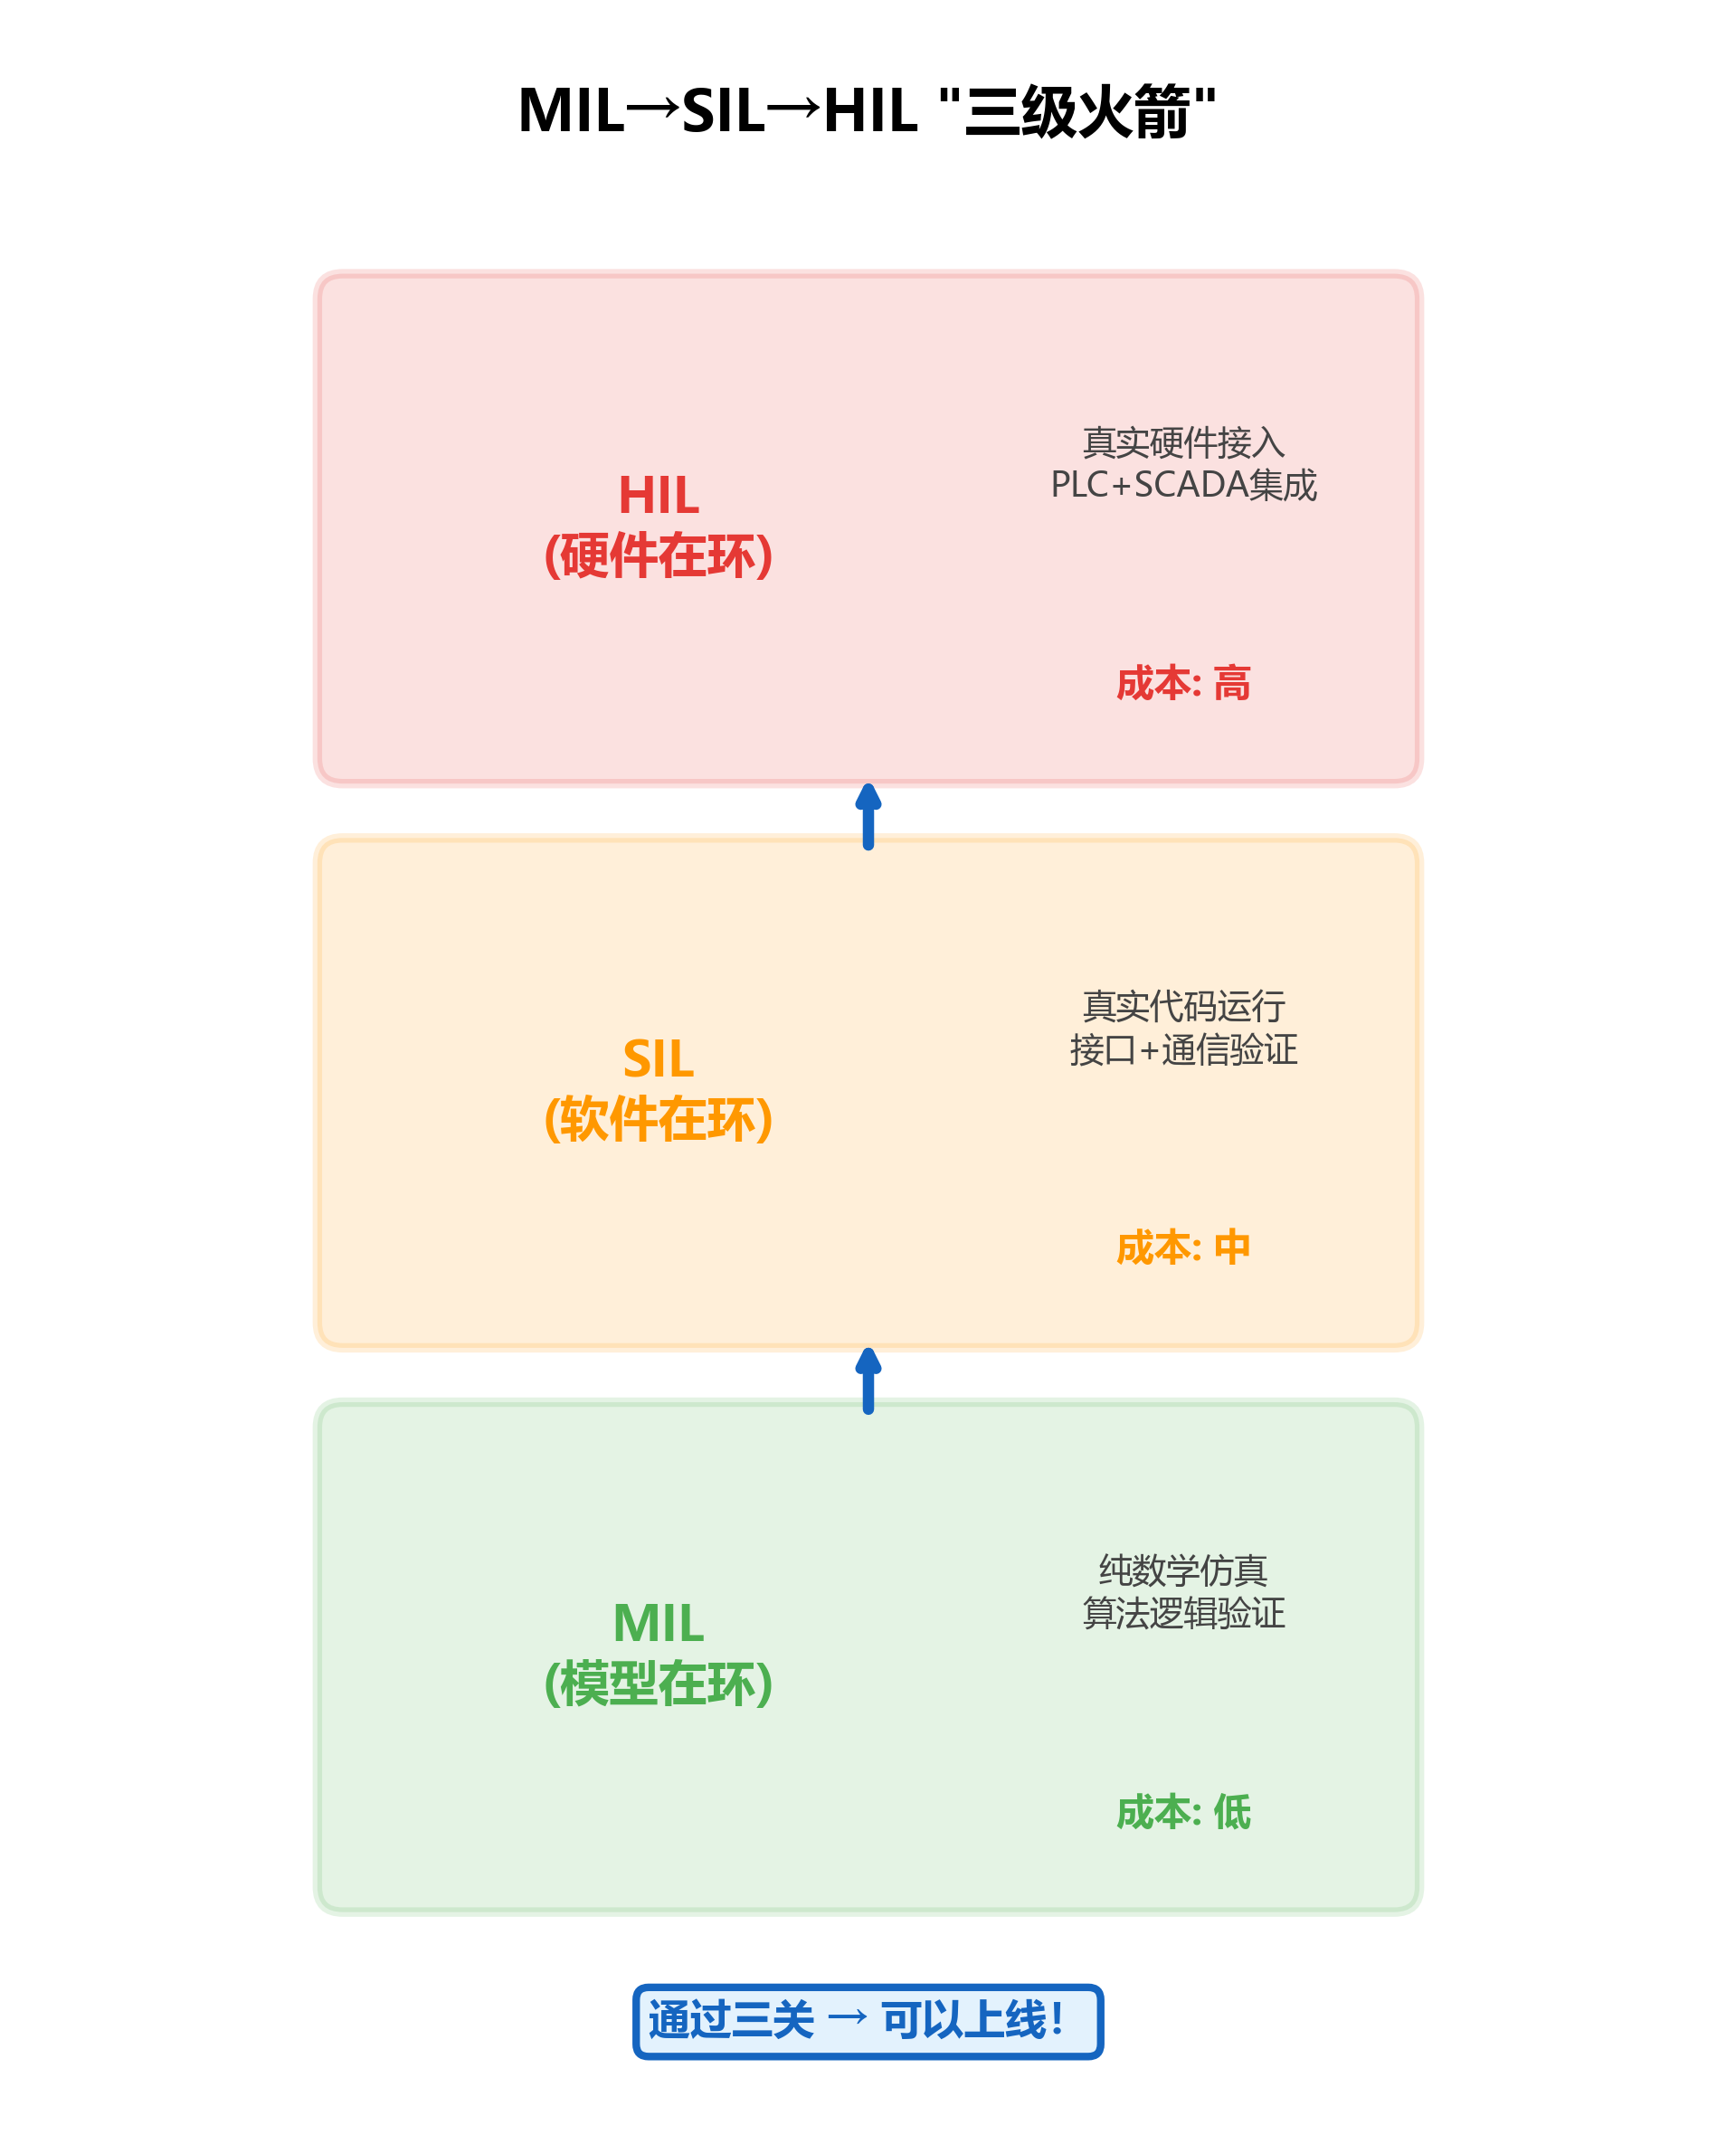 MIL→SIL→HIL "三级火箭"
HIL
(硬件在环)
真实硬件接入
PLC+SCADA集成
成本: 高
SIL
(软件在环)
真实代码运行
接口+通信验证
成本: 中
MIL
(模型在环)
纯数学仿真
算法逻辑验证
成本: 低
通过三关 → 可以上线！